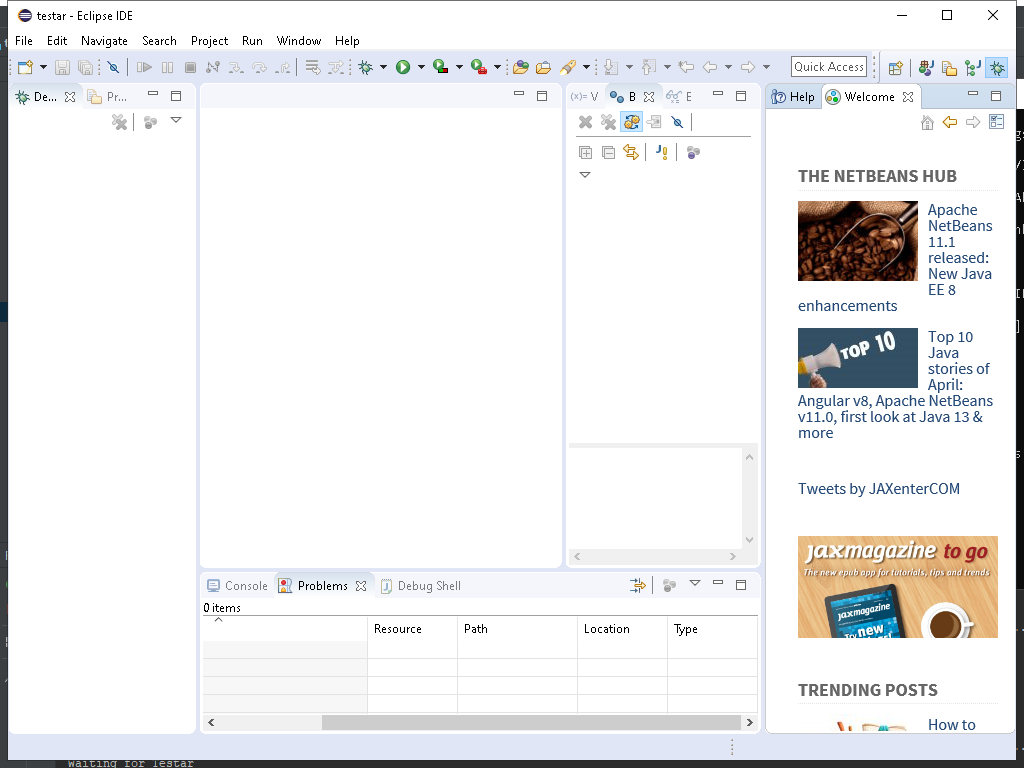 testar - Eclipse IDE
File Edit Navigate Search Project Run Window Help
Quick Access
De... Pr...
(x)= V B E
Help Welcome
THE NETBEANS HUB
Apache
NetBeans
11.1
released:
New Java
EE 8
enhancements
TOP 10
Top 10
Java
stories of
April:
Angular v8, Apache NetBeans
v11.0, first look at Java 13 &
more
Tweets by JAXenterCOM
jaxmagazine to go
The new epub app for tutorials, tips and trends
jaxmagazine
Try new
TRENDING POSTS
How to
Console Problems Debug Shell
0 items
Resource Path Location Type
Waiting for Testar